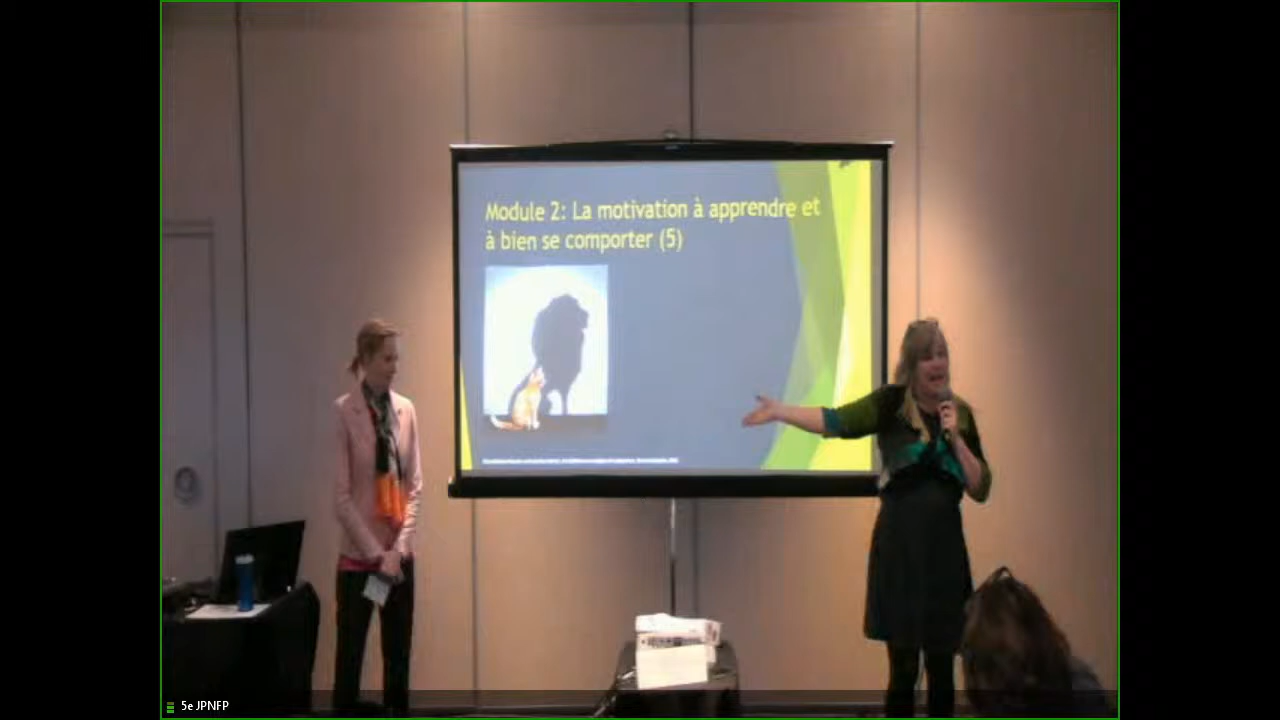 Module 2: La motivation à apprendre et
à bien se comporter (5)
5e JPNFP